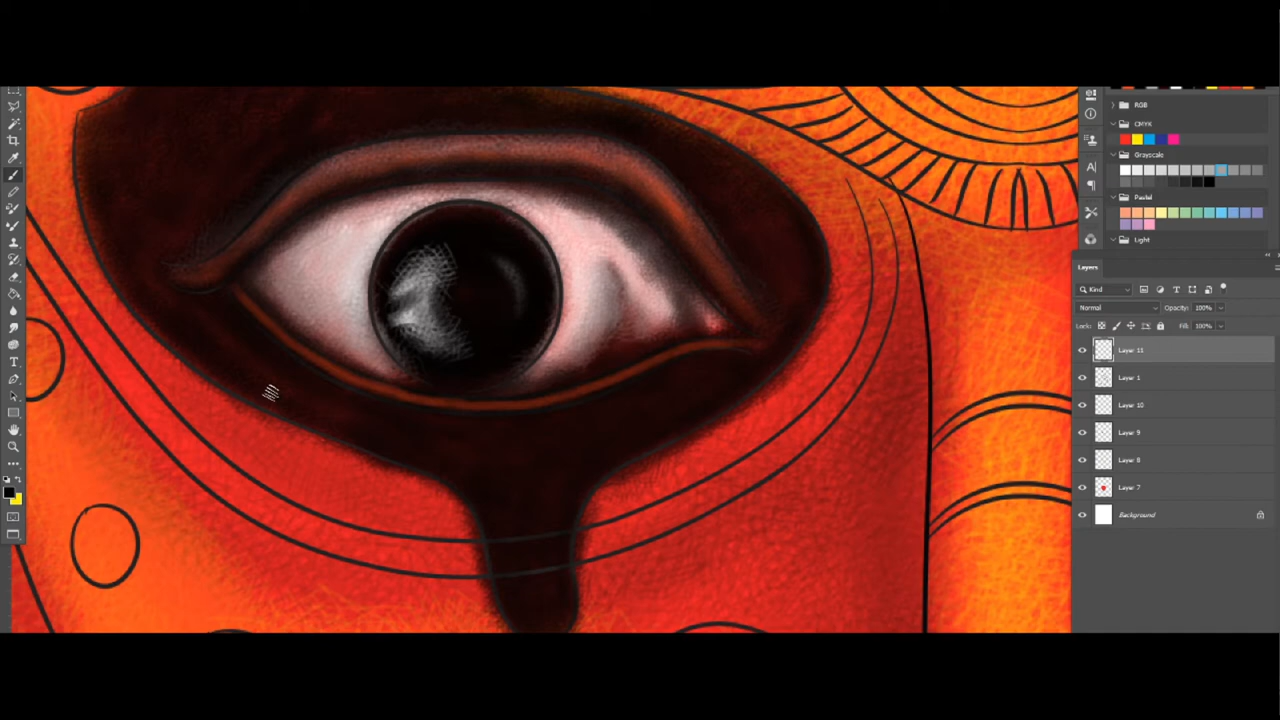 RGB
CMYK
Grayscale
Pastel
Light
Layers
Kind
Normal Opacity: 100%
Lock: Fill: 100%
Layer 11
Layer 1
Layer 10
Layer 9
Layer 8
Layer 7
Background